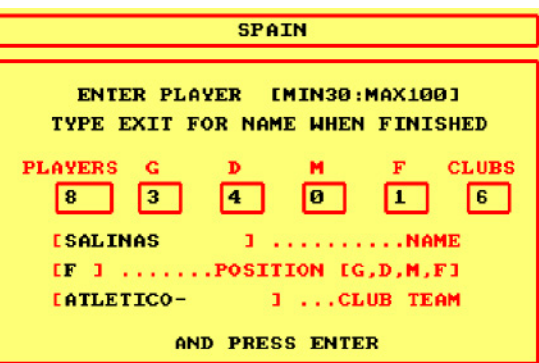 SPAIN
ENTER PLAYER [MIN30:MAX100]
TYPE EXIT FOR NAME WHEN FINISHED
PLAYERS G D M F CLUBS
8 3 4 0 1 6
[SALINAS ] ..........NAME
[F ] .......POSITION [G,D,M,F]
[ATLETICO- ] ...CLUB TEAM
AND PRESS ENTER